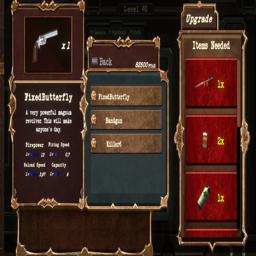 Level 40
Upgrade
x1
Back
Items Needed
FixedButterfly
A very powerful magnum
revolver. This will make
anyone's day.
Firepower Firing Speed
Reload Speed Capacity
FixedButterfly
Handgun
Killer7
1x
2x
1x